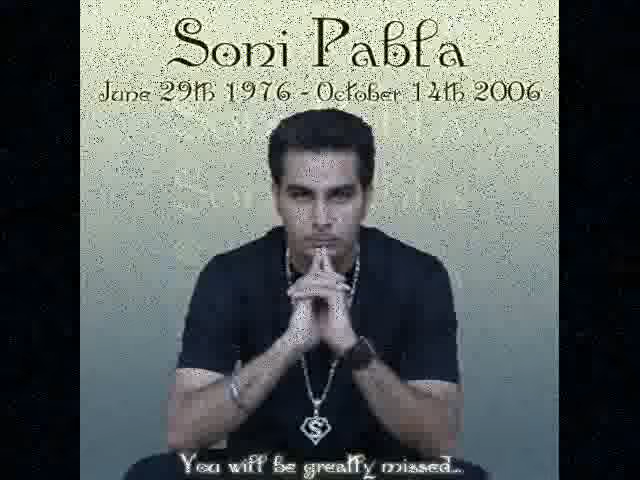 Soni Pabla
June 29th 1976 - October 14th 2006
S
You will be greatly missed...